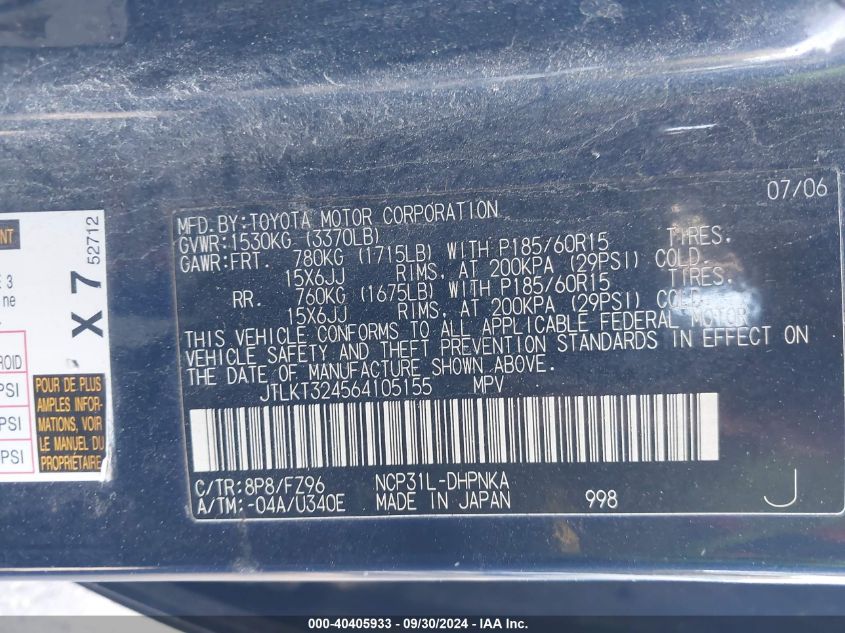 07/06
MFD.BY:TOYOTA MOTOR CORPORATION
GVWR:1530KG (3370LB)
GAWR:FRT. 780KG (1715LB) WITH P185/60R15 TIRES.
15X6JJ RIMS. AT 200KPA (29PSI) COLD.
RR. 760KG (1675LB) WITH P185/60R15 TIRES.
15X6JJ RIMS. AT 200KPA (29PSI) COLD.
THIS VEHICLE CONFORMS TO ALL APPLICABLE FEDERAL MOTOR
VEHICLE SAFETY AND THEFT PREVENTION STANDARDS IN EFFECT ON
THE DATE OF MANUFACTURE SHOWN ABOVE.
JTLKT324564105155 MPV
C/TR:8P8/FZ96 NCP31L-DHPNKA
A/TM:-04A/U340E MADE IN JAPAN 998 J
X 7
52712
3
ne
PSI
PSI
PSI
POUR DE PLUS
AMPLES INFOR-
MATIONS, VOIR
LE MANUEL DU
PROPRIÉTAIRE
000-40405933 - 09/30/2024 - IAA Inc.